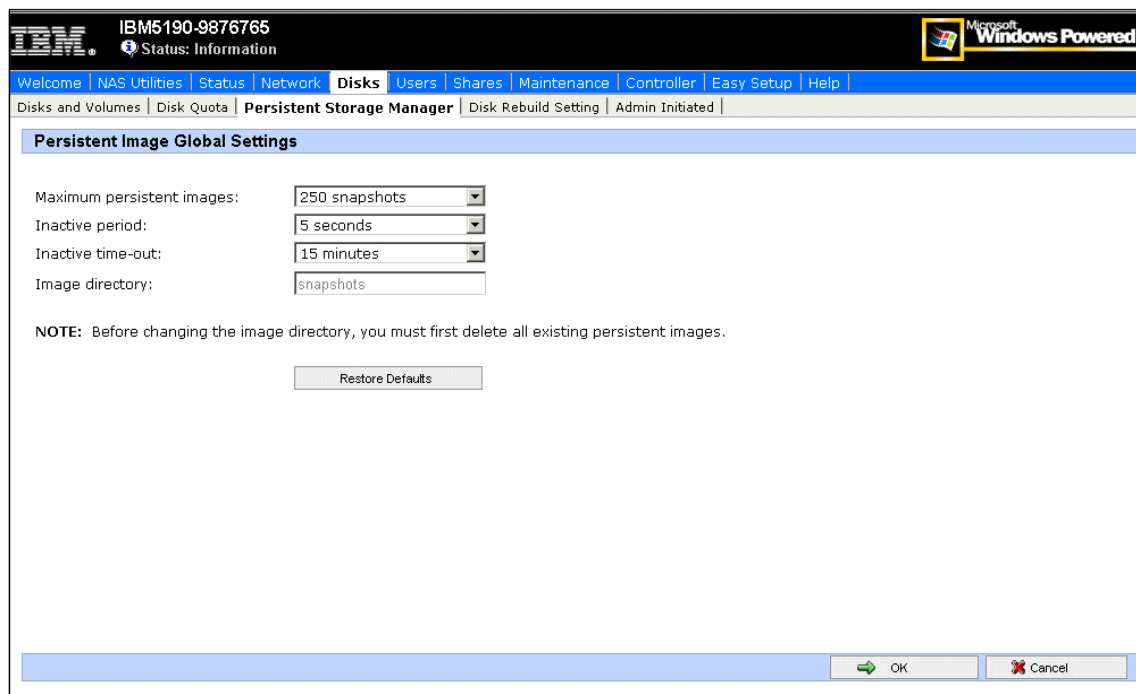 IBM.
IBM5190-9876765
Status: Information
Microsoft
Windows Powered
Welcome | NAS Utilities | Status | Network | Disks | Users | Shares | Maintenance | Controller | Easy Setup | Help |
Disks and Volumes | Disk Quota | Persistent Storage Manager | Disk Rebuild Setting | Admin Initiated |
Persistent Image Global Settings
Maximum persistent images: 250 snapshots
Inactive period: 5 seconds
Inactive time-out: 15 minutes
Image directory: snapshots
NOTE: Before changing the image directory, you must first delete all existing persistent images.
Restore Defaults
OK Cancel